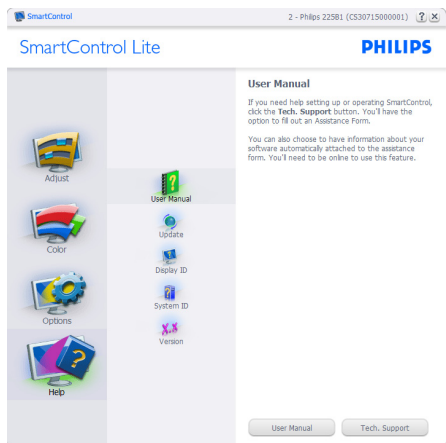 SmartControl
2 - Philips 225B1 (CS30715000001)
SmartControl Lite
PHILIPS
Adjust
Color
Options
Help
User Manual
Update
Display ID
System ID
X.X
Version
User Manual
If you need help setting up or operating SmartControl,
click the Tech. Support button. You'll have the
option to fill out an Assistance Form.
You can also choose to have information about your
software automatically attached to the assistance
form. You'll need to be online to use this feature.
User Manual
Tech. Support